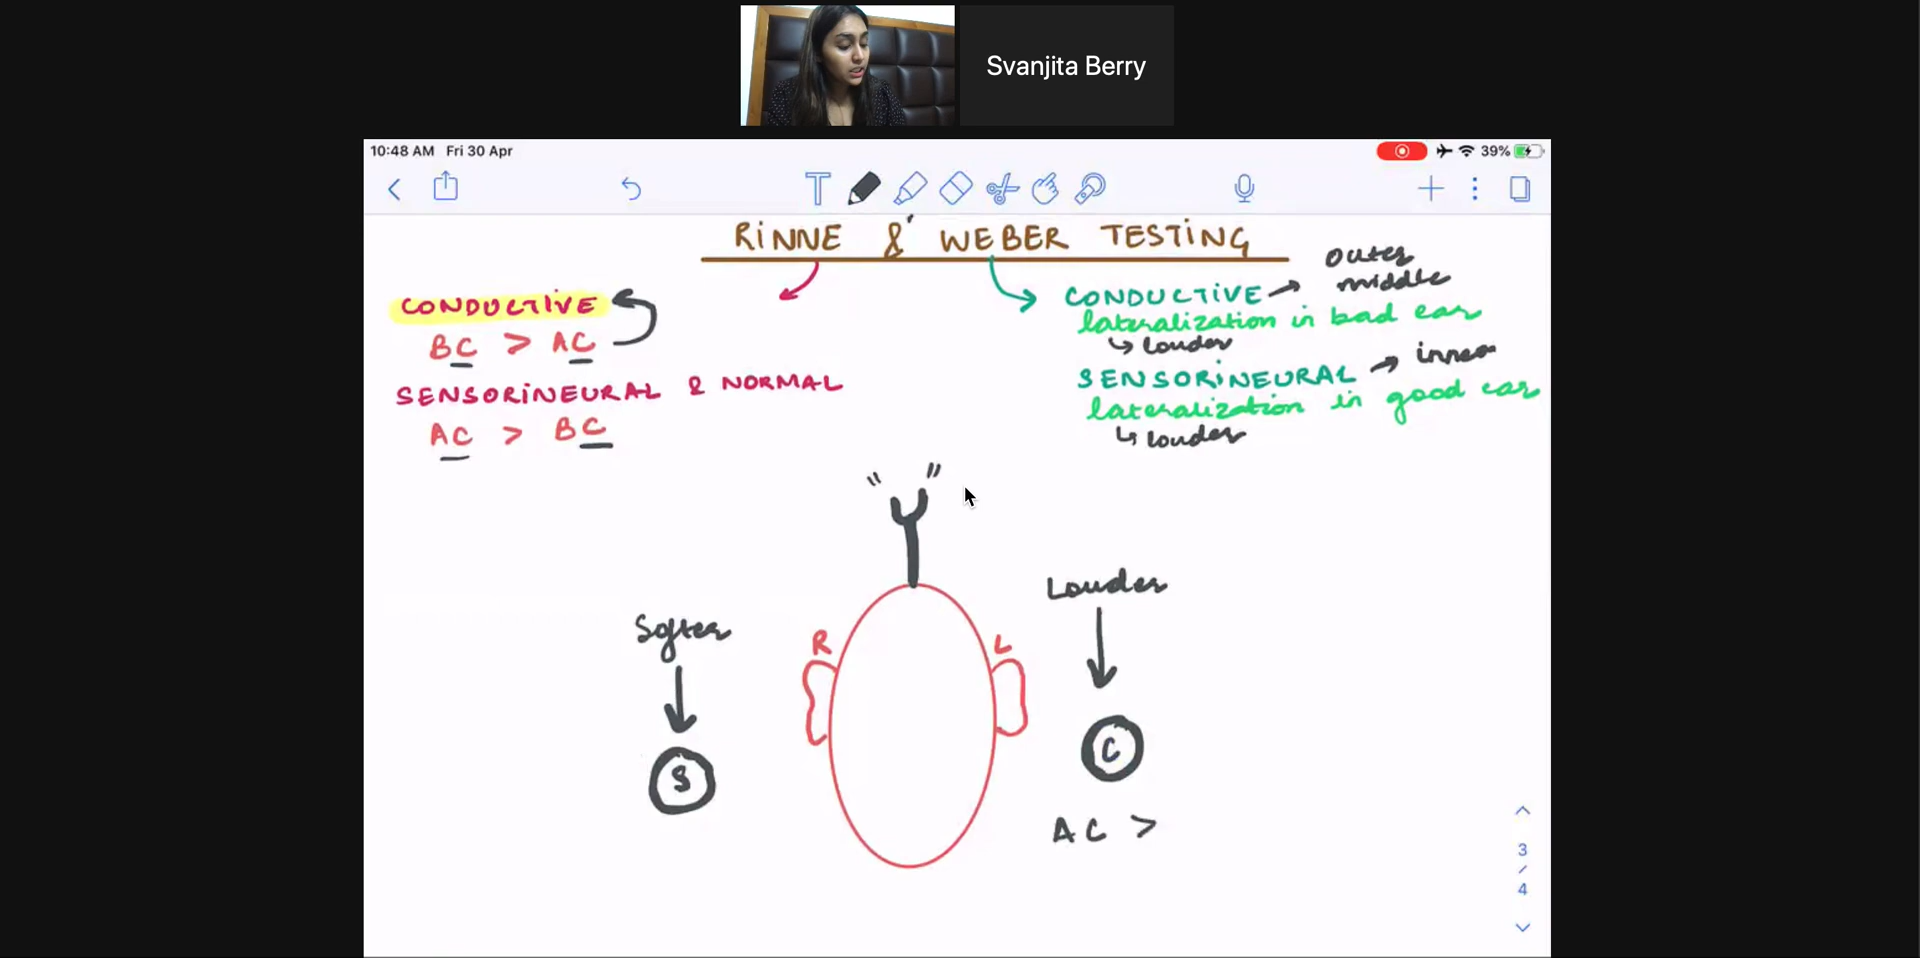 Svanjita Berry
10:48 AM Fri 30 Apr
39%
T
RINNE & WEBER TESTING
CONDUCTIVE
BC > AC
SENSORINEURAL & NORMAL
AC > BC
CONDUCTIVE → outer
middle
lateralization in bad ear
↳ louder
SENSORINEURAL → inner
lateralization in good ear
↳ louder
Softer
S
R
L
Louder
C
AC >
3
/
4